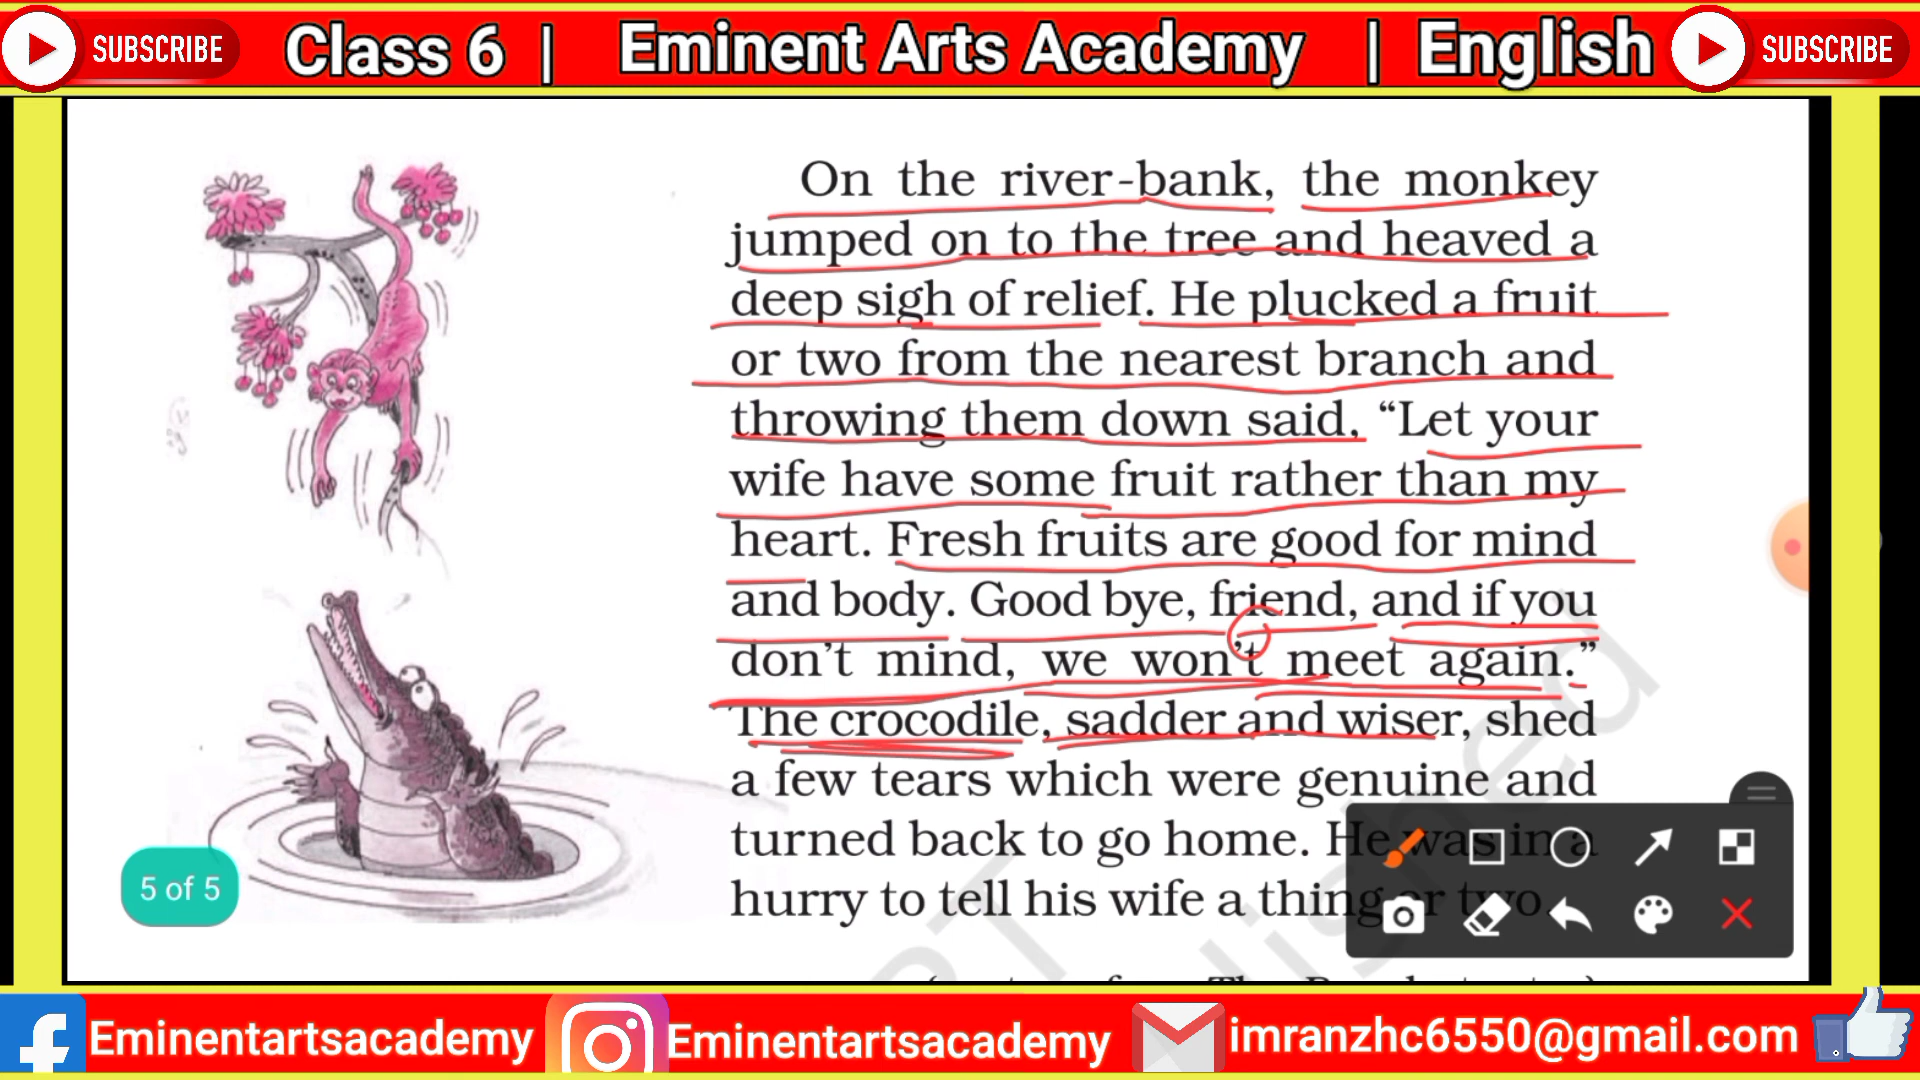 SUBSCRIBE Class 6 | Eminent Arts Academy | English SUBSCRIBE
On the river-bank, the monkey
jumped on to the tree and heaved a
deep sigh of relief. He plucked a fruit
or two from the nearest branch and
throwing them down said, “Let your
wife have some fruit rather than my
heart. Fresh fruits are good for mind
and body. Good bye, friend, and if you
don’t mind, we won’t meet again.”
The crocodile, sadder and wiser, shed
a few tears which were genuine and
turned back to go home. He was in a
hurry to tell his wife a thing or two
5 of 5
Eminentartsacademy Eminentartsacademy imranzhc6550@gmail.com